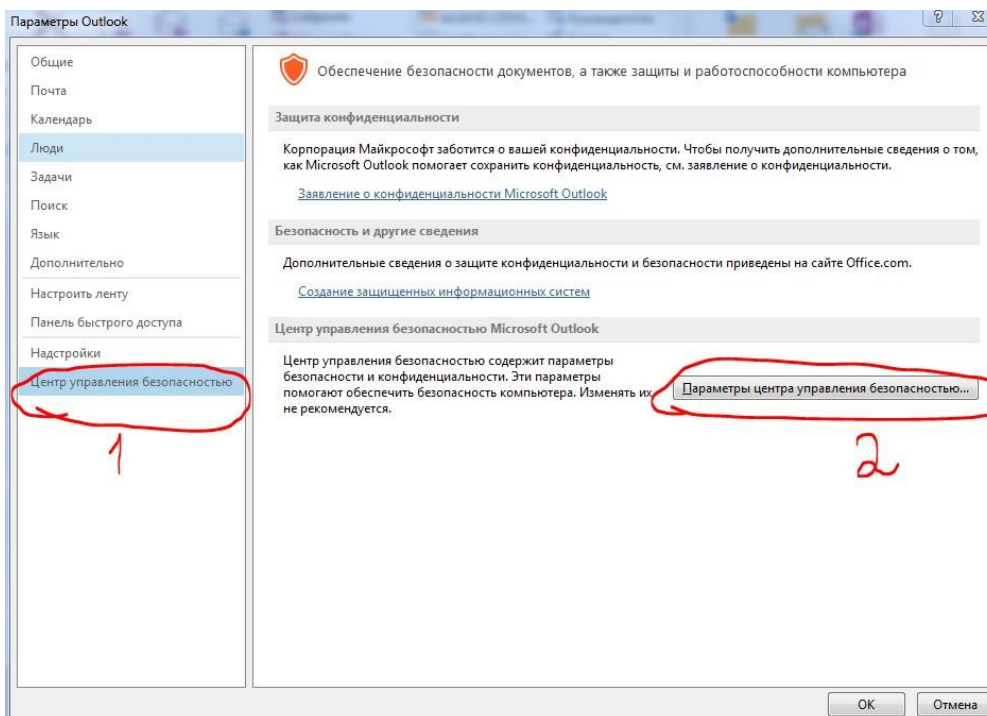 Параметры Outlook
Общие
Почта
Календарь
Люди
Задачи
Поиск
Язык
Дополнительно
Настроить ленту
Панель быстрого доступа
Надстройки
Центр управления безопасностью
1
Обеспечение безопасности документов, а также защиты и работоспособности компьютера
Защита конфиденциальности
Корпорация Майкрософт заботится о вашей конфиденциальности. Чтобы получить дополнительные сведения о том,
как Microsoft Outlook помогает сохранить конфиденциальность, см. заявление о конфиденциальности.
Заявление о конфиденциальности Microsoft Outlook
Безопасность и другие сведения
Дополнительные сведения о защите конфиденциальности и безопасности приведены на сайте Office.com.
Создание защищенных информационных систем
Центр управления безопасностью Microsoft Outlook
Центр управления безопасностью содержит параметры
безопасности и конфиденциальности. Эти параметры
помогают обеспечить безопасность компьютера. Изменять их
не рекомендуется.
Параметры центра управления безопасностью...
2
ОК
Отмена